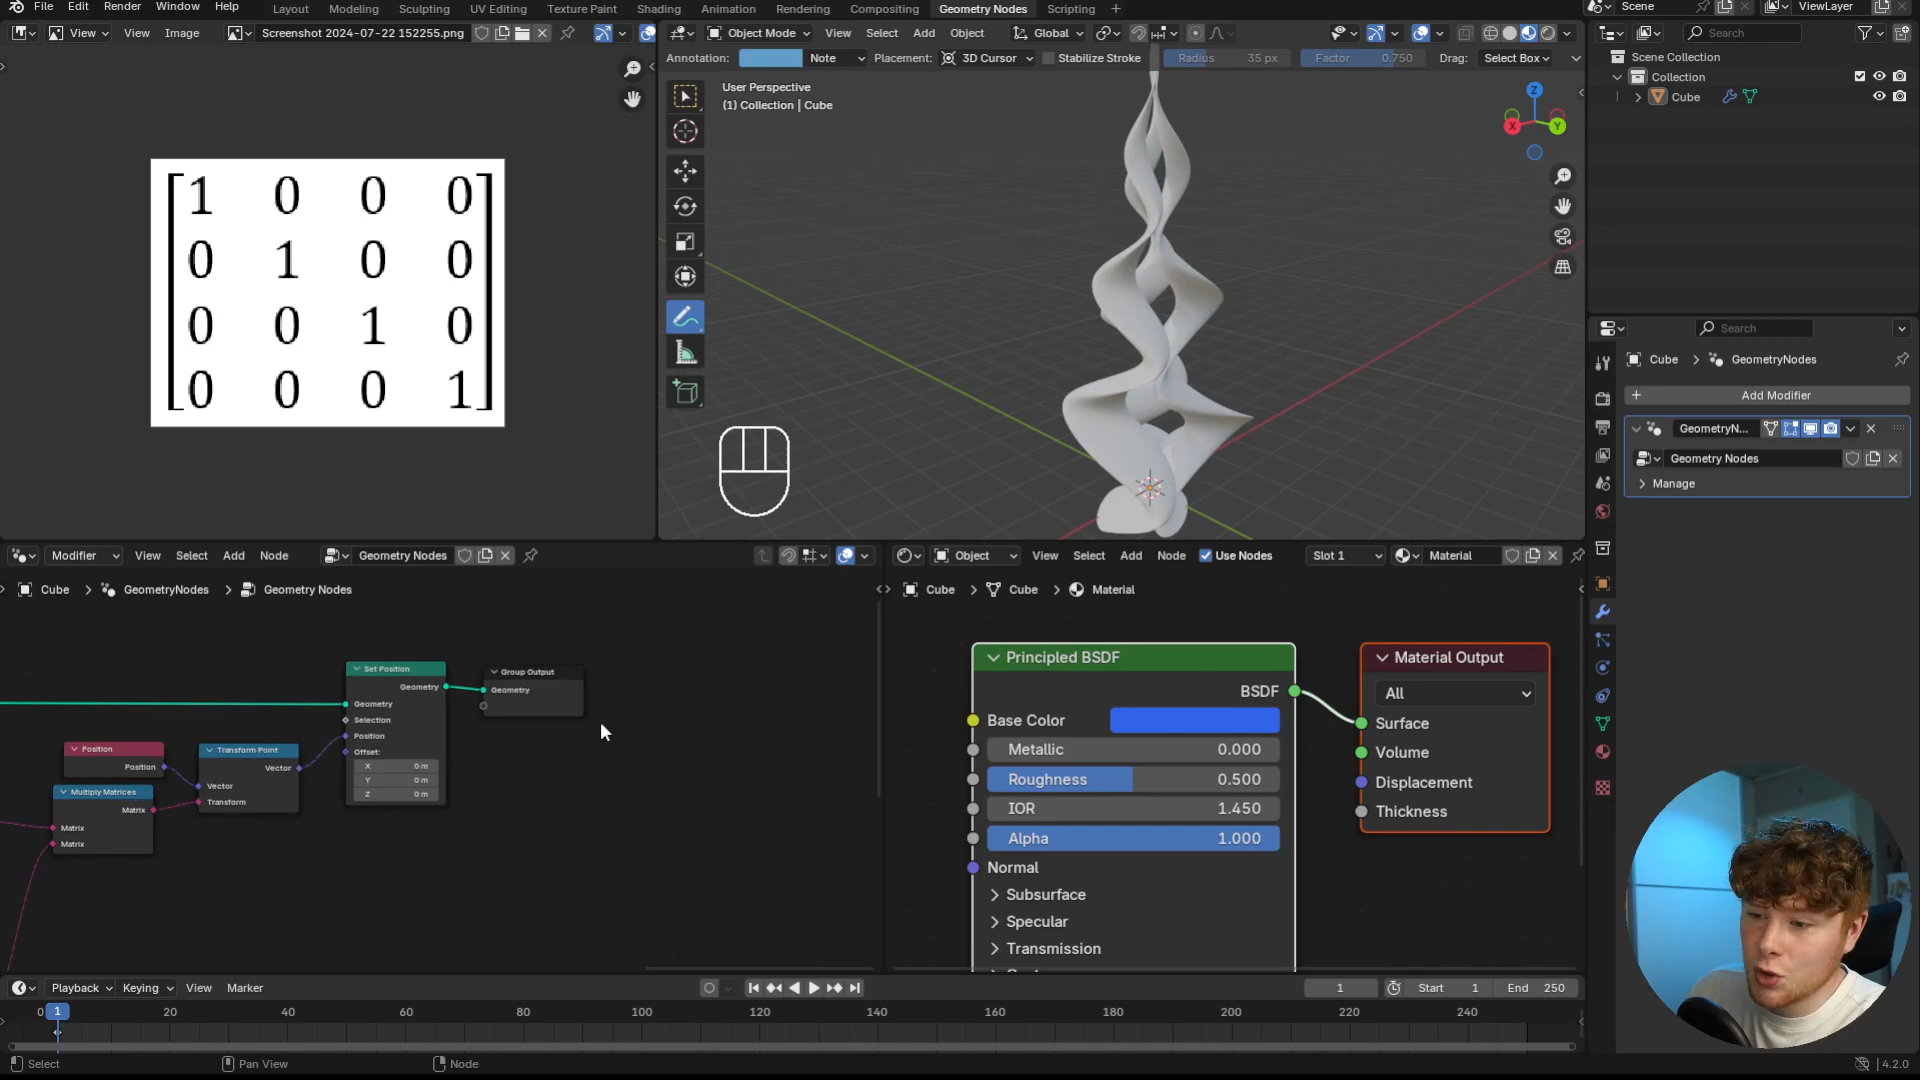 File Edit Render Window Help Layout Modeling Sculpting UV Editing Texture Paint Shading Animation Rendering Compositing Geometry Nodes Scripting + Scene ViewLayer
View View Image Screenshot 2024-07-22 152255.png
Object Mode View Select Add Object Global
Search
Annotation: Note Placement: 3D Cursor Stabilize Stroke Radius 35 px Factor 0.750 Drag: Select Box
Scene Collection
Collection
Cube
User Perspective
(1) Collection | Cube
Z
X
Y
1 0 0 0
0 1 0 0
0 0 1 0
0 0 0 1
Search
Cube > GeometryNodes
+ Add Modifier
GeometryN...
Geometry Nodes
Manage
Modifier View Select Add Node Geometry Nodes
Cube > GeometryNodes > Geometry Nodes
Set Position
Geometry
Geometry
Selection
Position
Offset:
X 0 m
Y 0 m
Z 0 m
Group Output
Geometry
Position
Position
Transform Point
Vector
Vector
Transform
Multiply Matrices
Matrix
Matrix
Matrix
Object View Select Add Node Use Nodes Slot 1 Material
Cube > Cube > Material
Principled BSDF
BSDF
Base Color
Metallic 0.000
Roughness 0.500
IOR 1.450
Alpha 1.000
Normal
Subsurface
Specular
Transmission
Material Output
All
Surface
Volume
Displacement
Thickness
Playback Keying View Marker 1 Start 1 End 250
0 1 20 40 60 80 100 120 140 160 180 200 220 240
Select Pan View Node 4.2.0